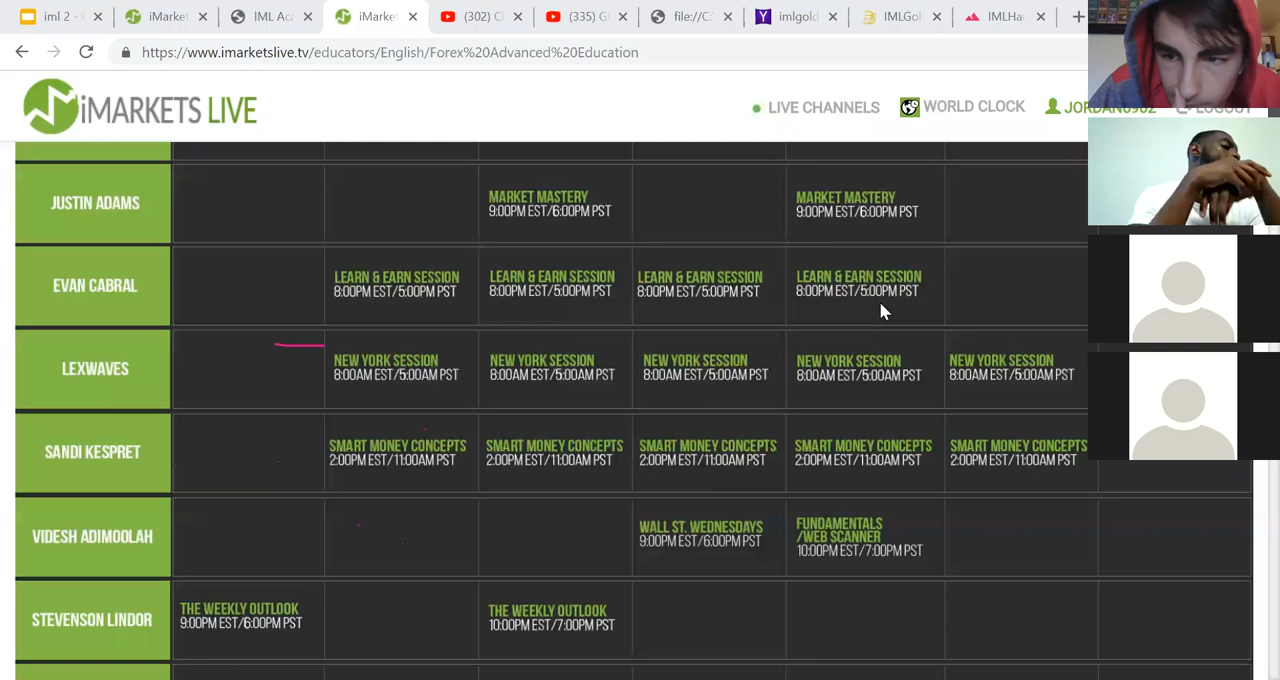 iml 2 -
iMarket
IML Aca
iMarket
(302) C
(335) G
file://C:
imlgold
IMLGol
IMLHa
https://www.imarketslive.tv/educators/English/Forex%20Advanced%20Education
iMARKETS LIVE
LIVE CHANNELS
WORLD CLOCK
JORDAN0902
LOGOUT
JUSTIN ADAMS
MARKET MASTERY
9:00PM EST/6:00PM PST
MARKET MASTERY
9:00PM EST/6:00PM PST
EVAN CABRAL
LEARN & EARN SESSION
8:00PM EST/5:00PM PST
LEARN & EARN SESSION
8:00PM EST/5:00PM PST
LEARN & EARN SESSION
8:00PM EST/5:00PM PST
LEARN & EARN SESSION
8:00PM EST/5:00PM PST
LEXWAVES
NEW YORK SESSION
8:00AM EST/5:00AM PST
NEW YORK SESSION
8:00AM EST/5:00AM PST
NEW YORK SESSION
8:00AM EST/5:00AM PST
NEW YORK SESSION
8:00AM EST/5:00AM PST
NEW YORK SESSION
8:00AM EST/5:00AM PST
SANDI KESPRET
SMART MONEY CONCEPTS
2:00PM EST/11:00AM PST
SMART MONEY CONCEPTS
2:00PM EST/11:00AM PST
SMART MONEY CONCEPTS
2:00PM EST/11:00AM PST
SMART MONEY CONCEPTS
2:00PM EST/11:00AM PST
SMART MONEY CONCEPTS
2:00PM EST/11:00AM PST
VIDESH ADIMOOLAH
WALL ST. WEDNESDAYS
9:00PM EST/6:00PM PST
FUNDAMENTALS
/WEB SCANNER
10:00PM EST/7:00PM PST
STEVENSON LINDOR
THE WEEKLY OUTLOOK
9:00PM EST/6:00PM PST
THE WEEKLY OUTLOOK
10:00PM EST/7:00PM PST